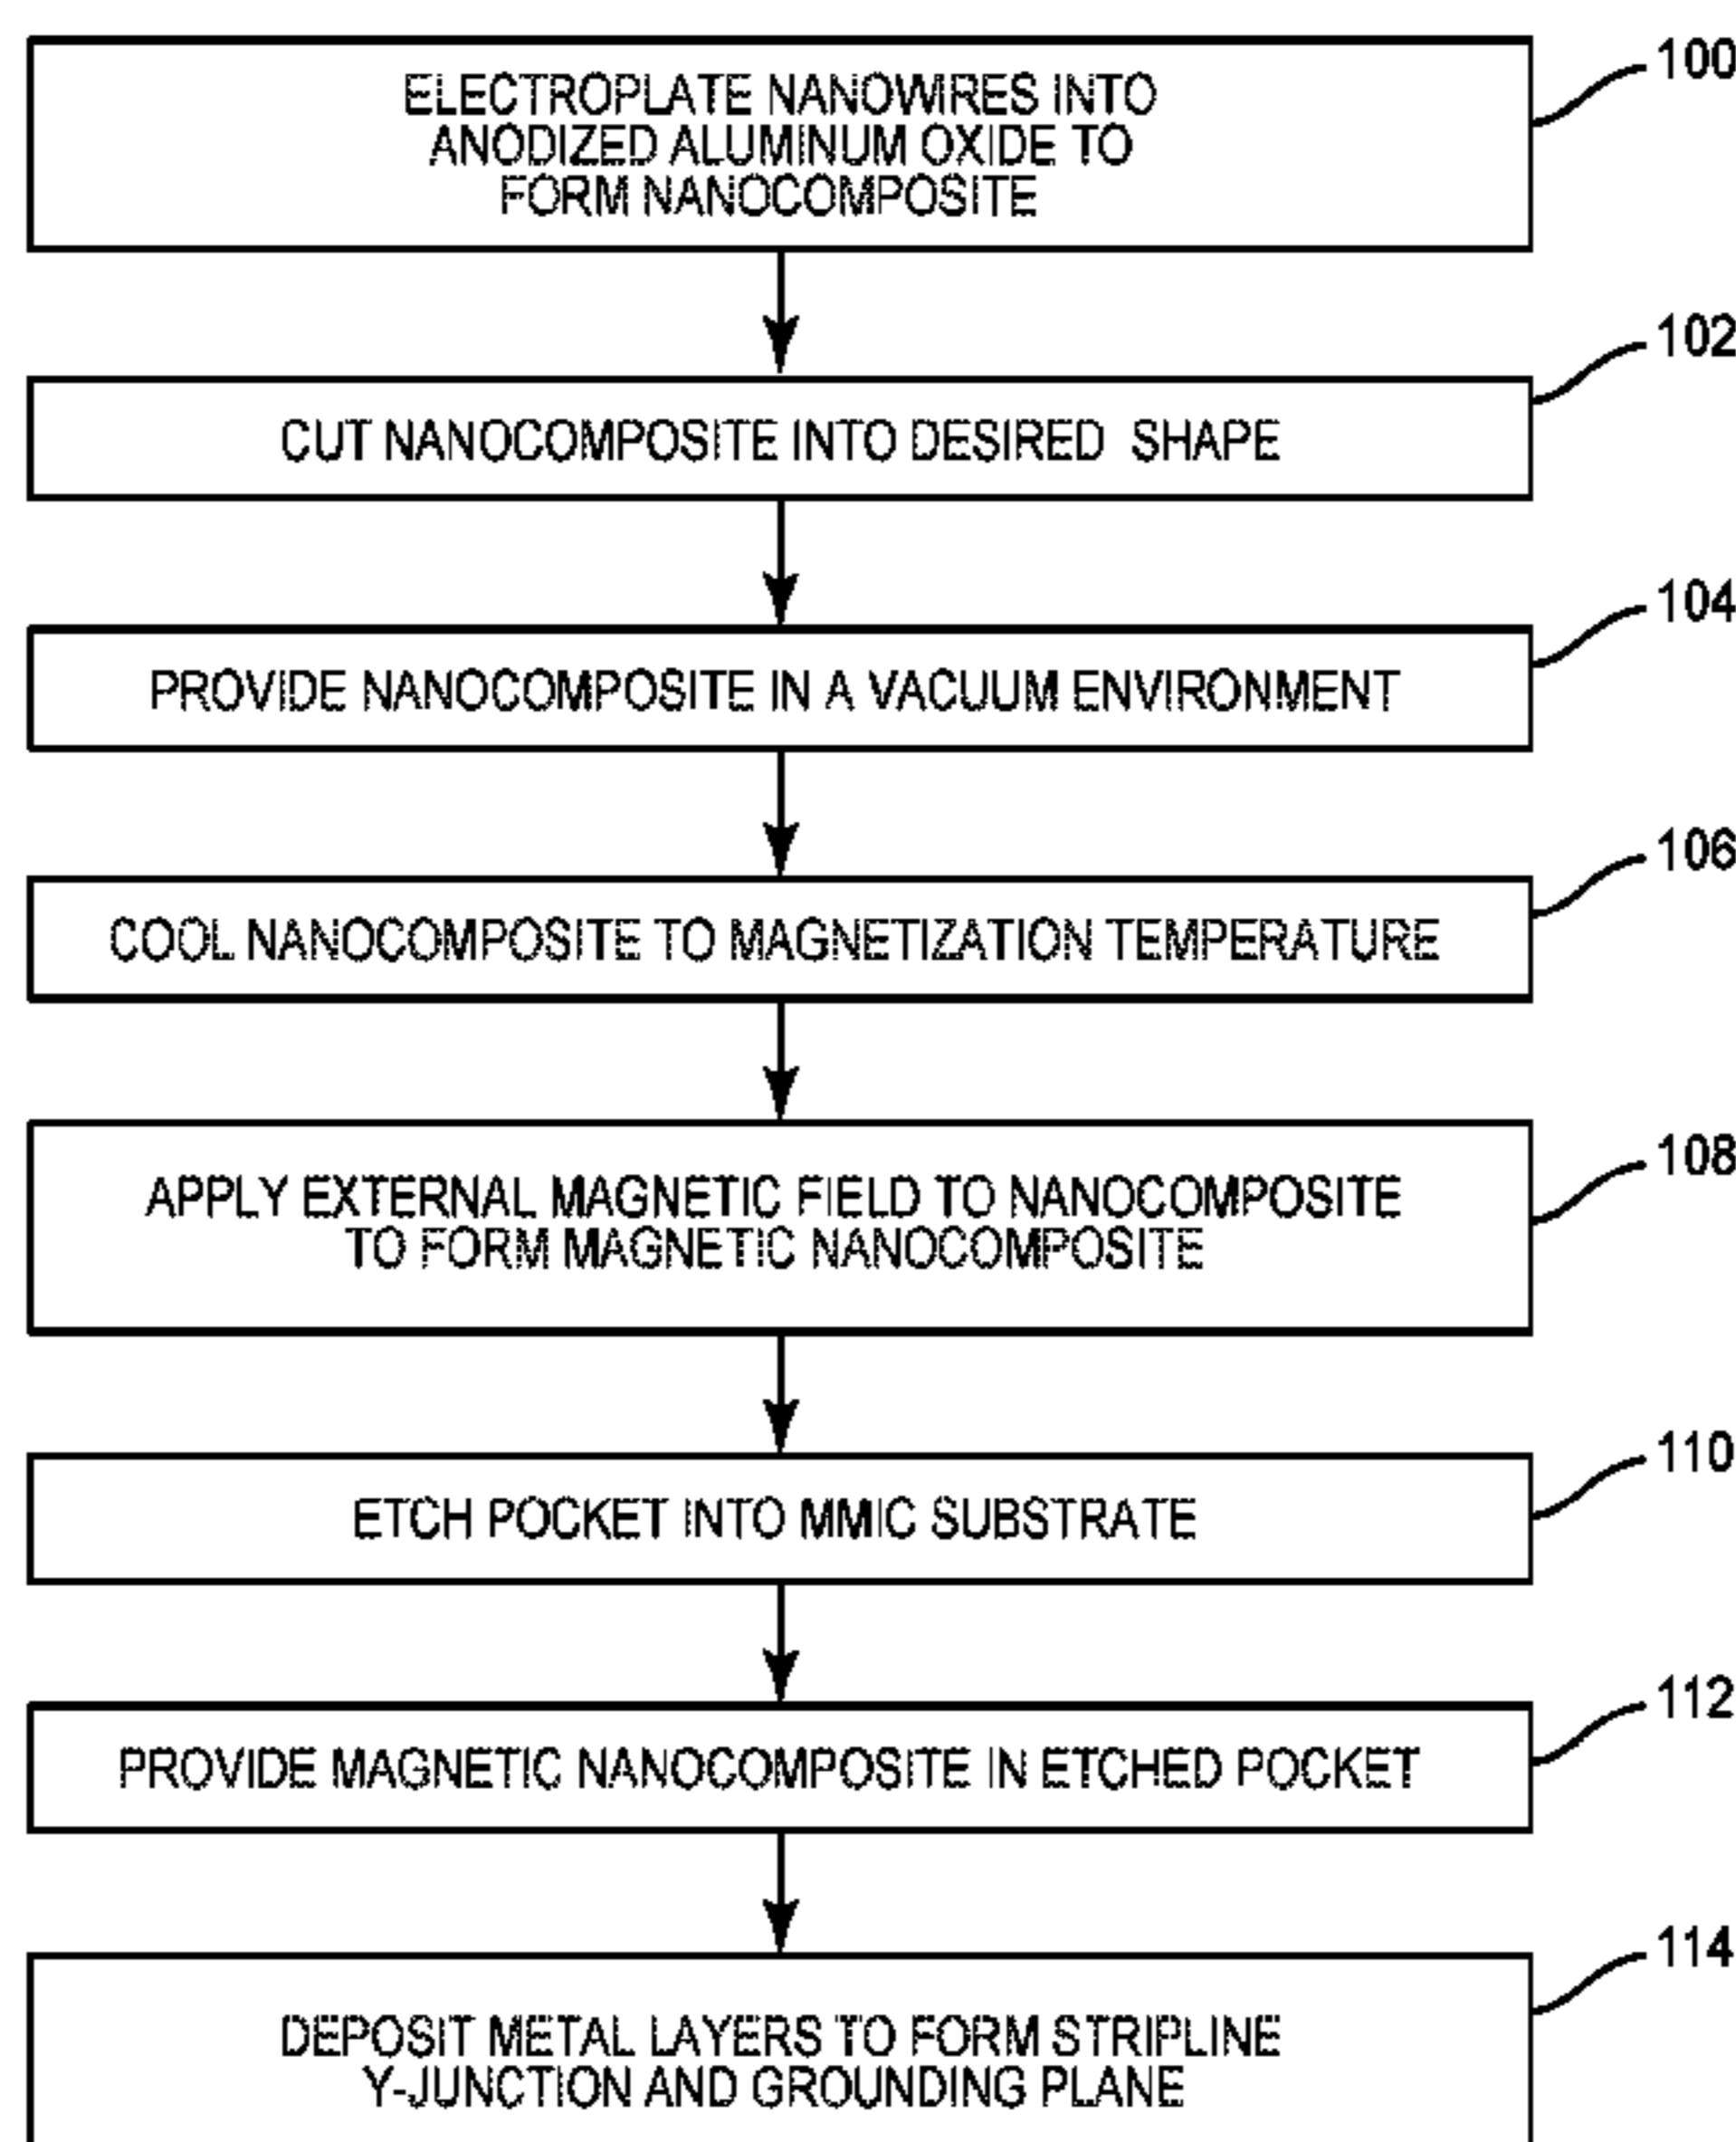 100
ELECTROPLATE NANOWIRES INTO
ANODIZED ALUMINUM OXIDE TO
FORM NANOCOMPOSITE
102
CUT NANOCOMPOSITE INTO DESIRED SHAPE
104
PROVIDE NANOCOMPOSITE IN A VACUUM ENVIRONMENT
106
COOL NANOCOMPOSITE TO MAGNETIZATION TEMPERATURE
108
APPLY EXTERNAL MAGNETIC FIELD TO NANOCOMPOSITE
TO FORM MAGNETIC NANOCOMPOSITE
110
ETCH POCKET INTO MMIC SUBSTRATE
112
PROVIDE MAGNETIC NANOCOMPOSITE IN ETCHED POCKET
114
DEPOSIT METAL LAYERS TO FORM STRIPLINE
Y-JUNCTION AND GROUNDING PLANE